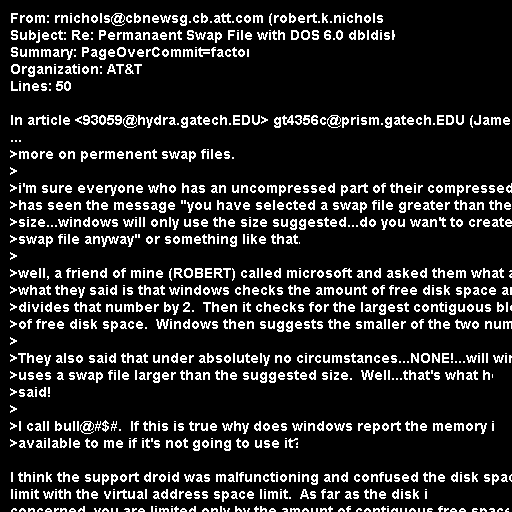 From: rnichols@cbnewsg.cb.att.com (robert.k.nichols
Subject: Re: Permanaent Swap File with DOS 6.0 dbldisk
Summary: PageOverCommit=factor
Organization: AT&T
Lines: 50

In article <93059@hydra.gatech.EDU> gt4356c@prism.gatech.EDU (Jame
...
>more on permenent swap files.
>
>i'm sure everyone who has an uncompressed part of their compressed
>has seen the message "you have selected a swap file greater than the
>size...windows will only use the size suggested...do you wan't to create
>swap file anyway" or something like that.
>
>well, a friend of mine (ROBERT) called microsoft and asked them what
>what they said is that windows checks the amount of free disk space
>divides that number by 2.  Then it checks for the largest contiguous
>of free disk space.  Windows then suggests the smaller of the two num
>
>They also said that under absolutely no circumstances...NONE!...will
>uses a swap file larger than the suggested size.  Well...that's what
>said!
>
>I call bull@#$#.  If this is true why does windows report the memory
>available to me if it's not going to use it?

I think the support droid was malfunctioning and confused the disk spac
limit with the virtual address space limit.  As far as the disk
concerned, you are limited only by the amount of contiguous free space